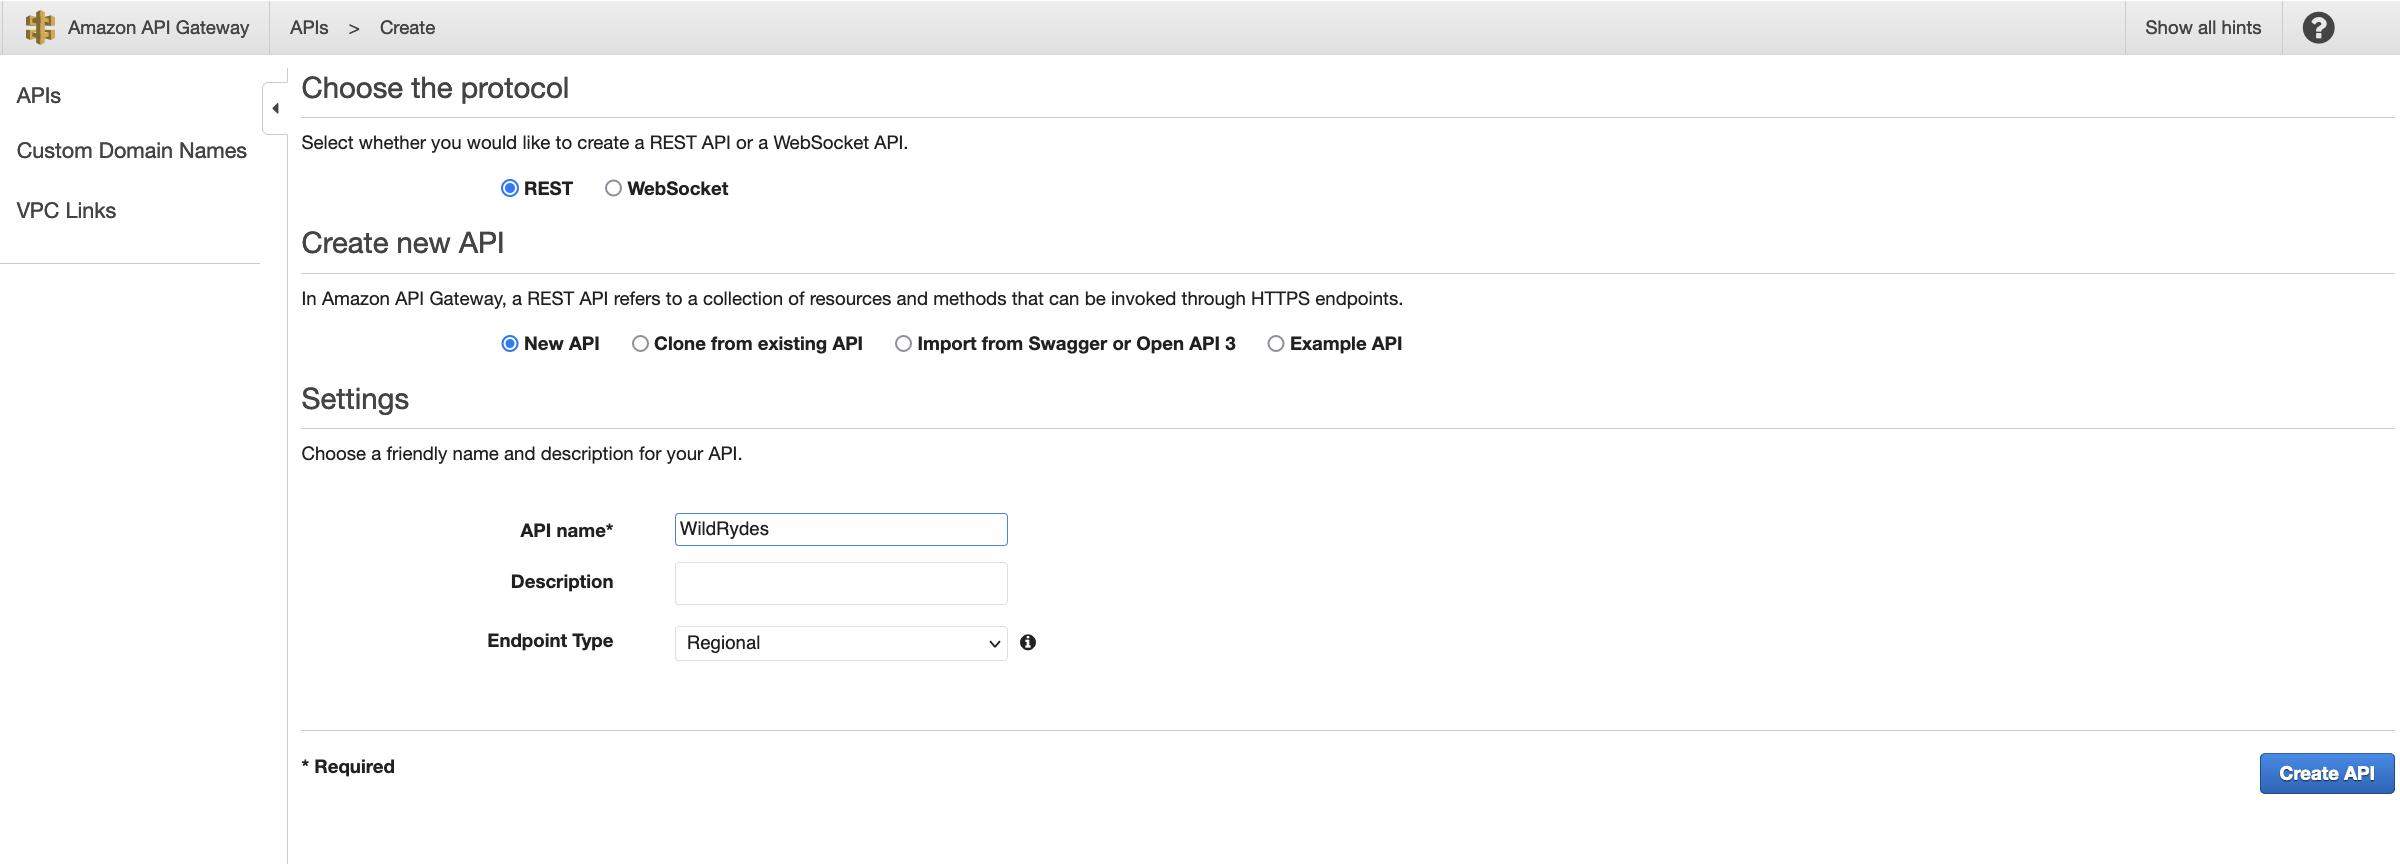 Amazon API Gateway APIs > Create Show all hints ?
APIs
Custom Domain Names
VPC Links
Choose the protocol
Select whether you would like to create a REST API or a WebSocket API.
REST WebSocket
Create new API
In Amazon API Gateway, a REST API refers to a collection of resources and methods that can be invoked through HTTPS endpoints.
New API Clone from existing API Import from Swagger or Open API 3 Example API
Settings
Choose a friendly name and description for your API.
API name* WildRydes
Description
Endpoint Type Regional
* Required
Create API